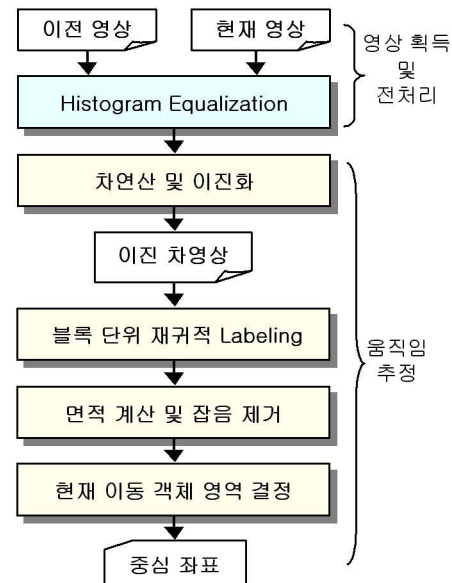 이전 영상
현재 영상
영상 획득
및
전처리
Histogram Equalization
차연산 및 이진화
이진 차영상
블록 단위 재귀적 Labeling
움직임
추정
면적 계산 및 잡음 제거
현재 이동 객체 영역 결정
중심 좌표